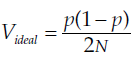 V_ideal = p(1−p) / 2N